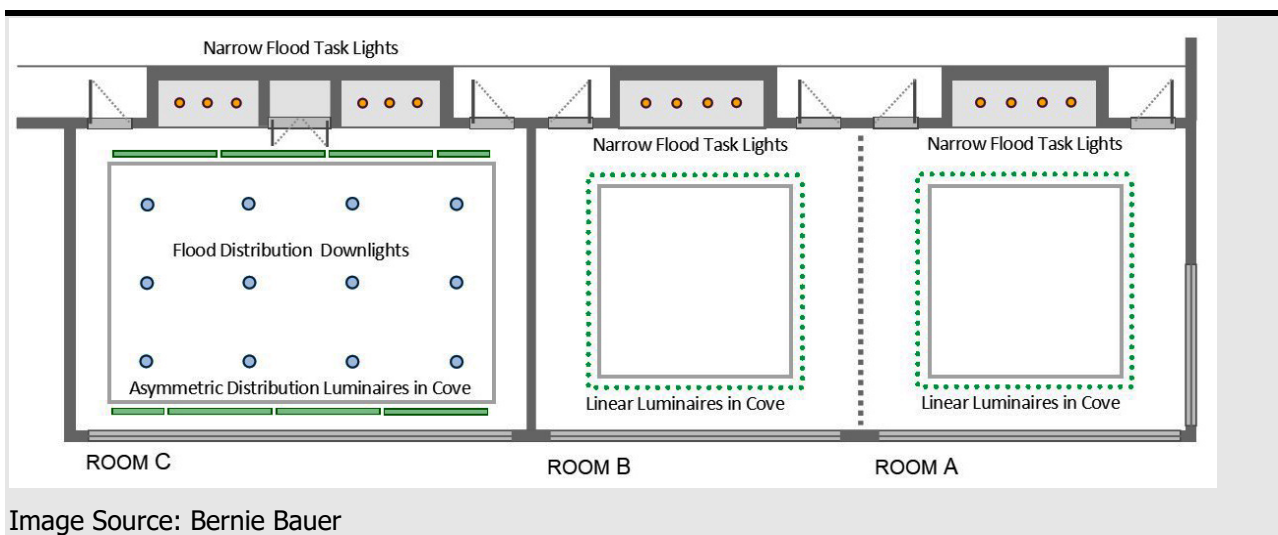 Narrow Flood Task Lights
Narrow Flood Task Lights
Narrow Flood Task Lights
Flood Distribution Downlights
Asymmetric Distribution Luminaires in Cove
Linear Luminaires in Cove
Linear Luminaires in Cove
ROOM C
ROOM B
ROOM A
Image Source: Bernie Bauer